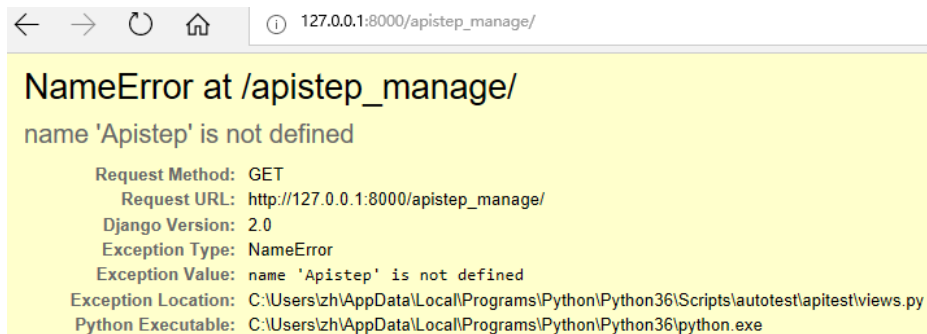 127.0.0.1:8000/apistep_manage/
NameError at /apistep_manage/
name 'Apistep' is not defined
Request Method: GET
Request URL: http://127.0.0.1:8000/apistep_manage/
Django Version: 2.0
Exception Type: NameError
Exception Value: name 'Apistep' is not defined
Exception Location: C:\Users\zh\AppData\Local\Programs\Python\Python36\Scripts\autotest\apitest\views.py
Python Executable: C:\Users\zh\AppData\Local\Programs\Python\Python36\python.exe